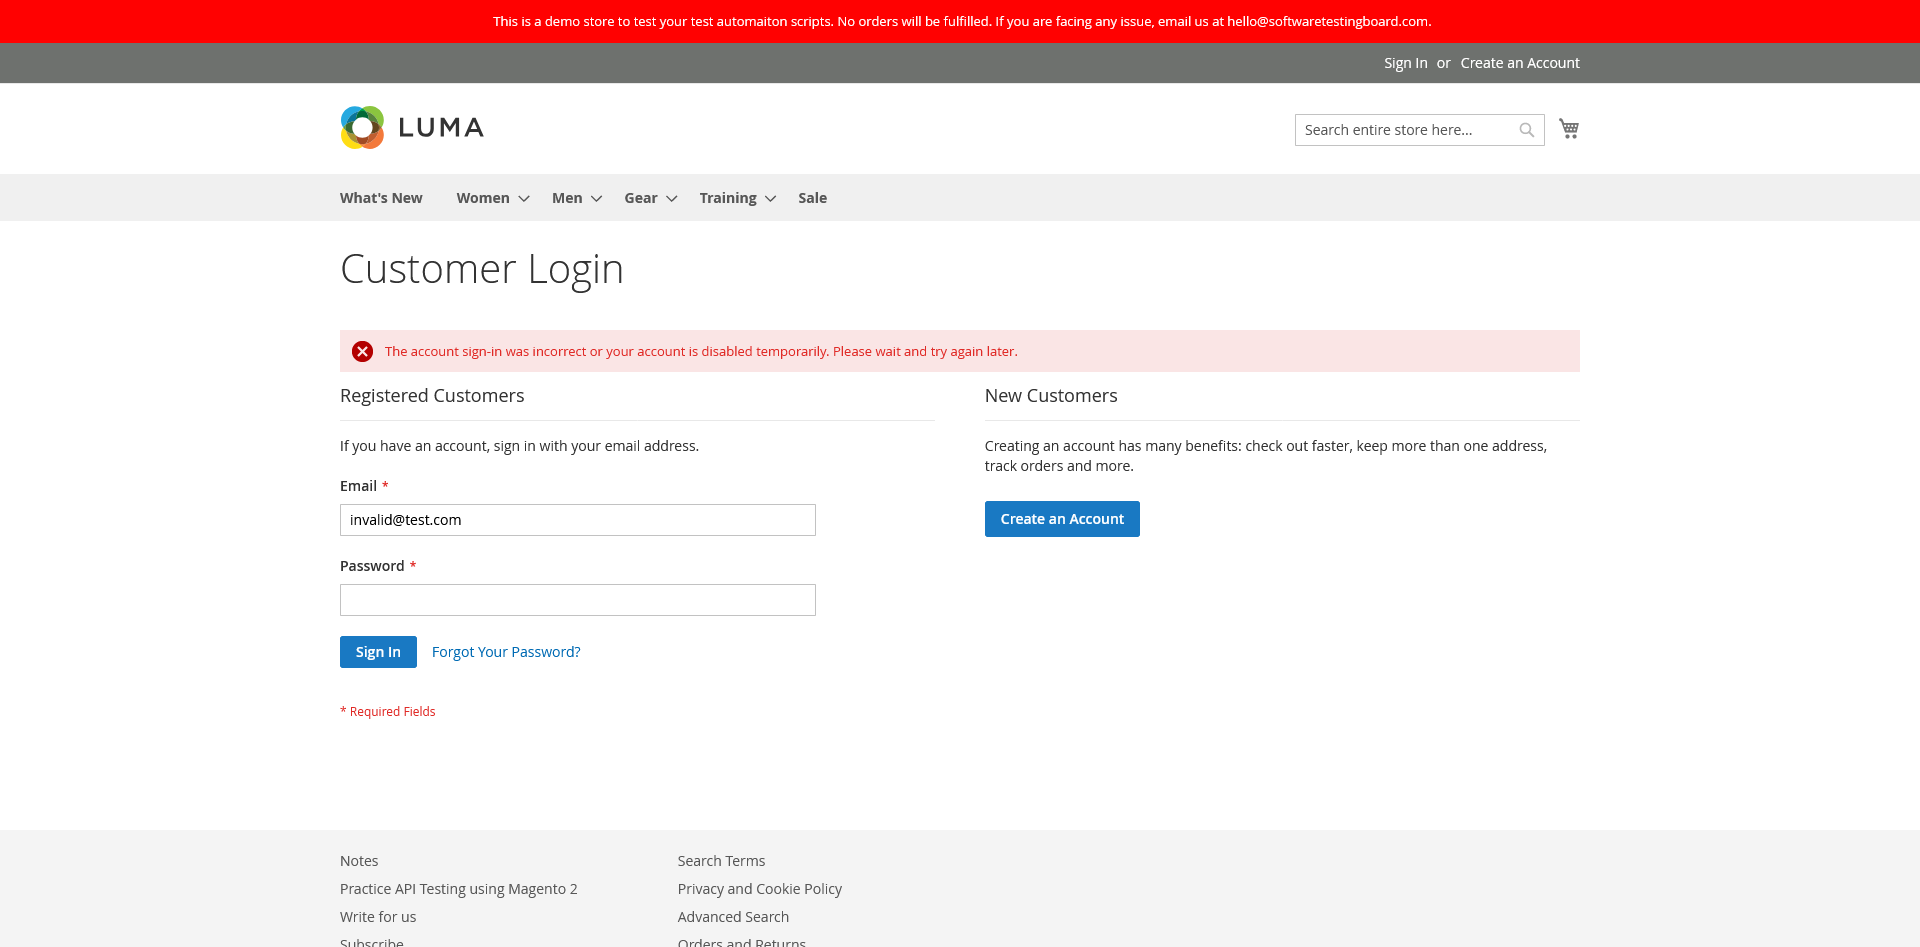 This is a demo store to test your test automaiton scripts. No orders will be fulfilled. If you are facing any issue, email us at hello@softwaretestingboard.com.
Sign In or Create an Account
LUMA
Search entire store here...
What's New Women Men Gear Training Sale
Customer Login
The account sign-in was incorrect or your account is disabled temporarily. Please wait and try again later.
Registered Customers
If you have an account, sign in with your email address.
Email *
invalid@test.com
Password *
Sign In Forgot Your Password?
* Required Fields
New Customers
Creating an account has many benefits: check out faster, keep more than one address,
track orders and more.
Create an Account
Notes
Practice API Testing using Magento 2
Write for us
Subscribe
Search Terms
Privacy and Cookie Policy
Advanced Search
Orders and Returns